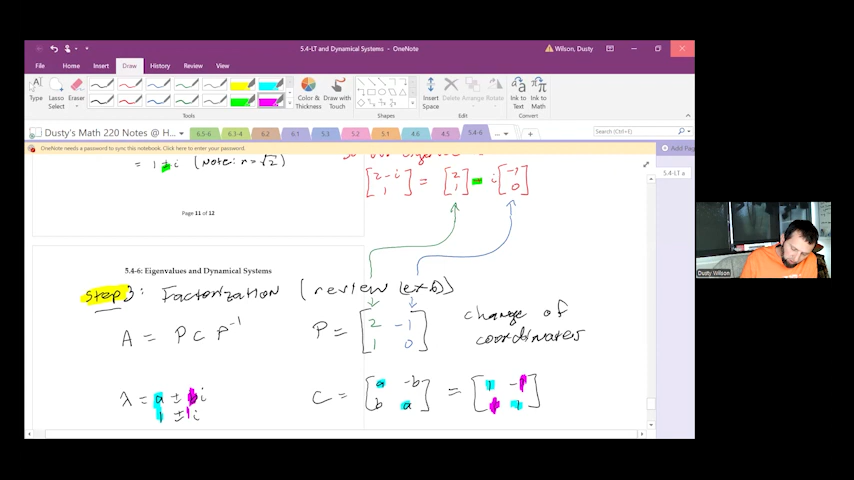 5.4-LT and Dynamical Systems - OneNote
Wilson, Dusty
File Home Insert Draw History Review View
Type Lasso Select Eraser
Tools
Color & Thickness Draw with Touch
Shapes
Insert Space Delete Arrange Rotate
Edit
Ink to Text Ink to Math
Convert
Dusty's Math 220 Notes @ H...
6.5-6 6.3-4 6.2 6.1 5.3 5.2 5.1 4.6 4.5 5.4-6 ... +
Search (Ctrl+E)
OneNote needs a password to sync this notebook. Click here to enter your password.
Add Pag
5.4-LT a
= 1 ± i (Note: r = √2)
[2-i 1] = [2 1] - i [-1 0]
Page 11 of 12
5.4-6: Eigenvalues and Dynamical Systems
Step 3: Factorization (review ex 6)
A = P C P⁻¹
P = [2 -1 1 0]
change of coordinates
λ = a ± bi
1 ± 1i
C = [a -b b a] = [1 -1 1 1]
Dusty Wilson